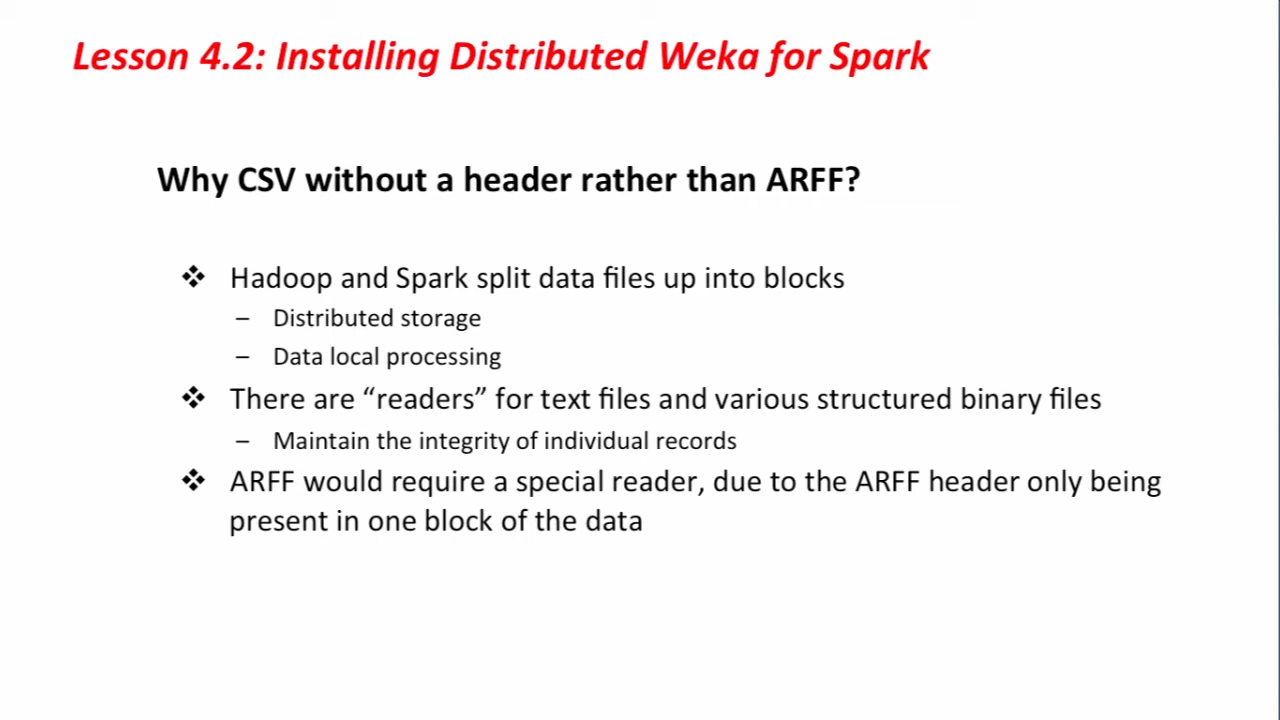 Lesson 4.2: Installing Distributed Weka for Spark
Why CSV without a header rather than ARFF?
❖ Hadoop and Spark split data files up into blocks
– Distributed storage
– Data local processing
❖ There are “readers” for text files and various structured binary files
– Maintain the integrity of individual records
❖ ARFF would require a special reader, due to the ARFF header only being
present in one block of the data